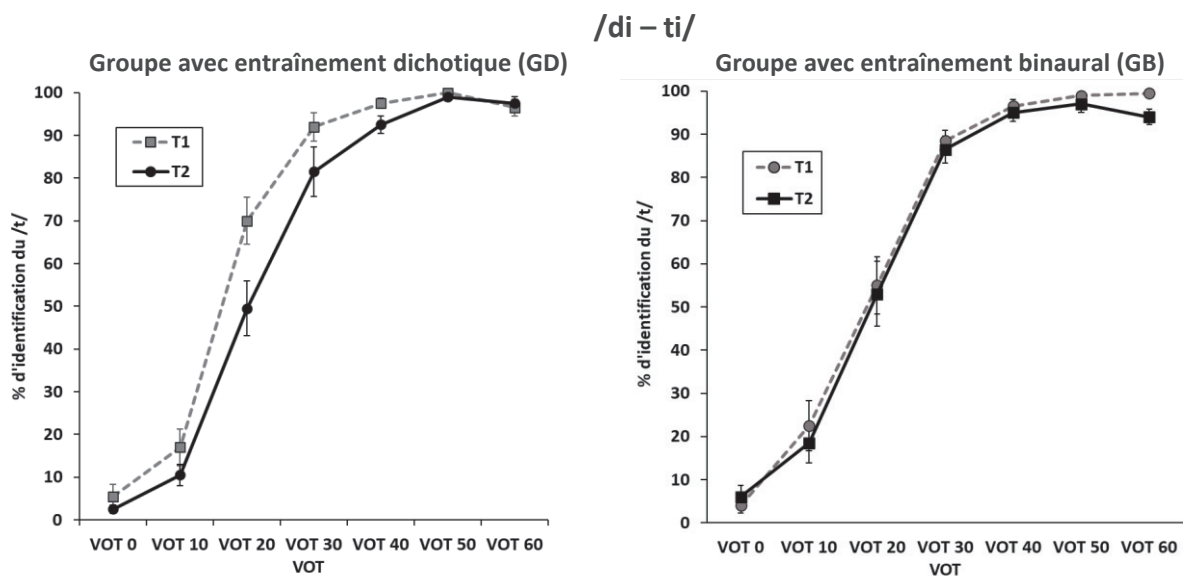 /di – ti/
Groupe avec entraînement dichotique (GD)
% d'identification du /t/
100
90
80
70
60
50
40
30
20
10
0
T1
T2
VOT 0 VOT 10 VOT 20 VOT 30 VOT 40 VOT 50 VOT 60
VOT
Groupe avec entraînement binaural (GB)
% d'identification du /t/
100
90
80
70
60
50
40
30
20
10
0
T1
T2
VOT 0 VOT 10 VOT 20 VOT 30 VOT 40 VOT 50 VOT 60
VOT